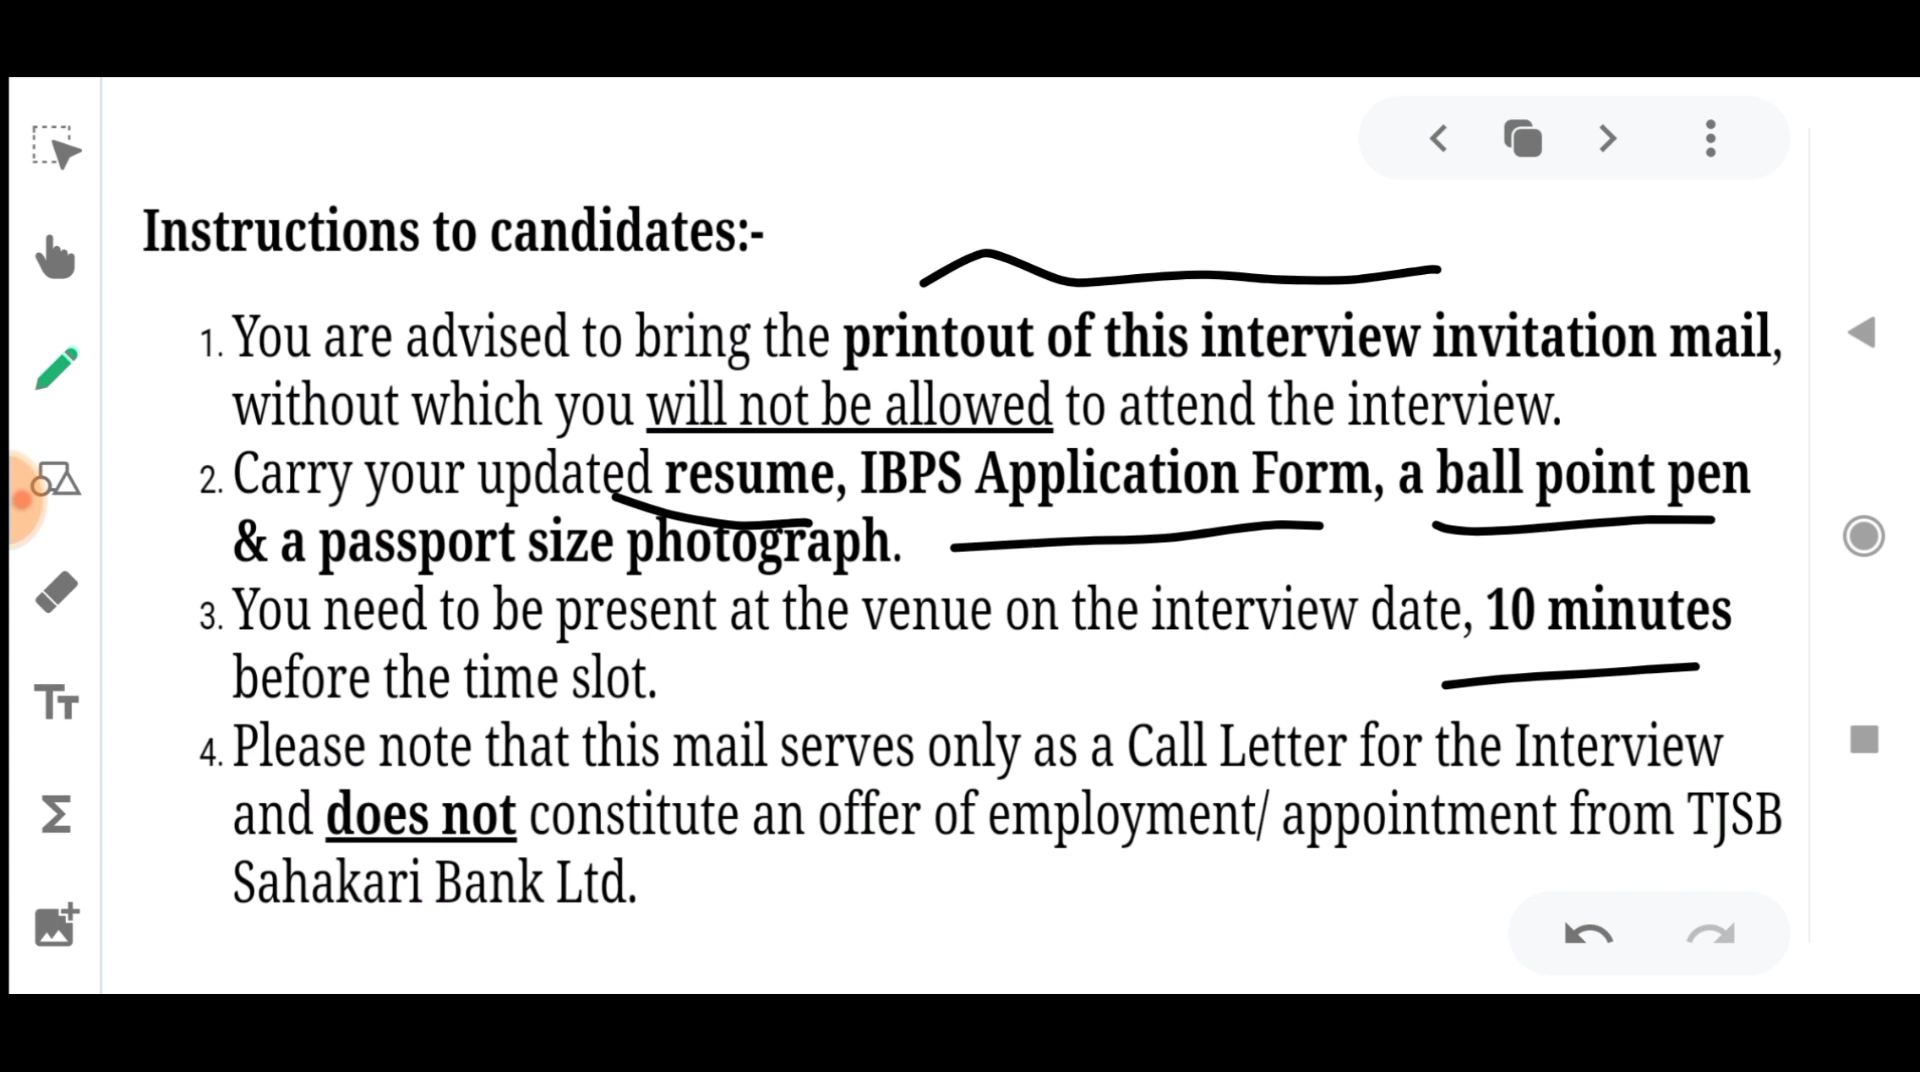 Instructions to candidates:-
1. You are advised to bring the printout of this interview invitation mail,
without which you will not be allowed to attend the interview.
2. Carry your updated resume, IBPS Application Form, a ball point pen
& a passport size photograph.
3. You need to be present at the venue on the interview date, 10 minutes
before the time slot.
4. Please note that this mail serves only as a Call Letter for the Interview
and does not constitute an offer of employment/ appointment from TJSB
Sahakari Bank Ltd.